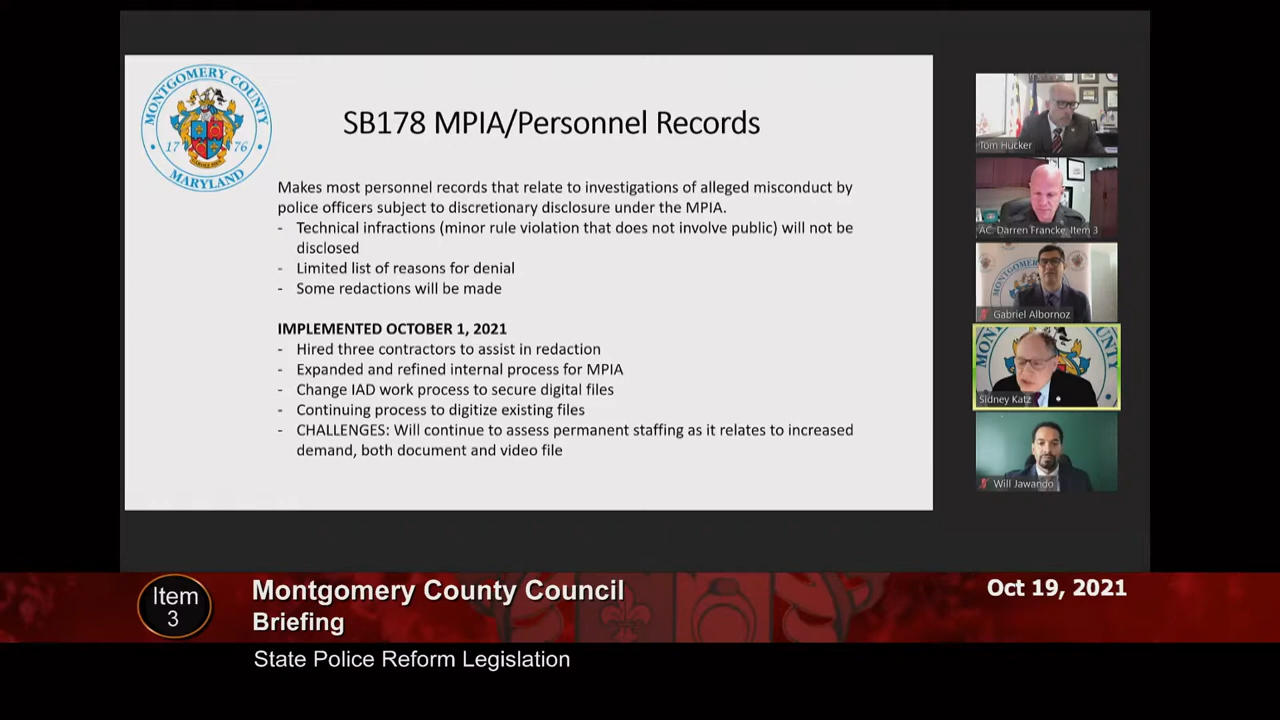 MONTGOMERY COUNTY
17 76
MARYLAND
SB178 MPIA/Personnel Records
Makes most personnel records that relate to investigations of alleged misconduct by
police officers subject to discretionary disclosure under the MPIA.
- Technical infractions (minor rule violation that does not involve public) will not be
disclosed
- Limited list of reasons for denial
- Some redactions will be made
IMPLEMENTED OCTOBER 1, 2021
- Hired three contractors to assist in redaction
- Expanded and refined internal process for MPIA
- Change IAD work process to secure digital files
- Continuing process to digitize existing files
- CHALLENGES: Will continue to assess permanent staffing as it relates to increased
demand, both document and video file
Tom Hucker
AC. Darren Francke, Item 3
Gabriel Albornoz
Sidney Katz
Will Jawando
Item
3
Montgomery County Council
Briefing
Oct 19, 2021
State Police Reform Legislation